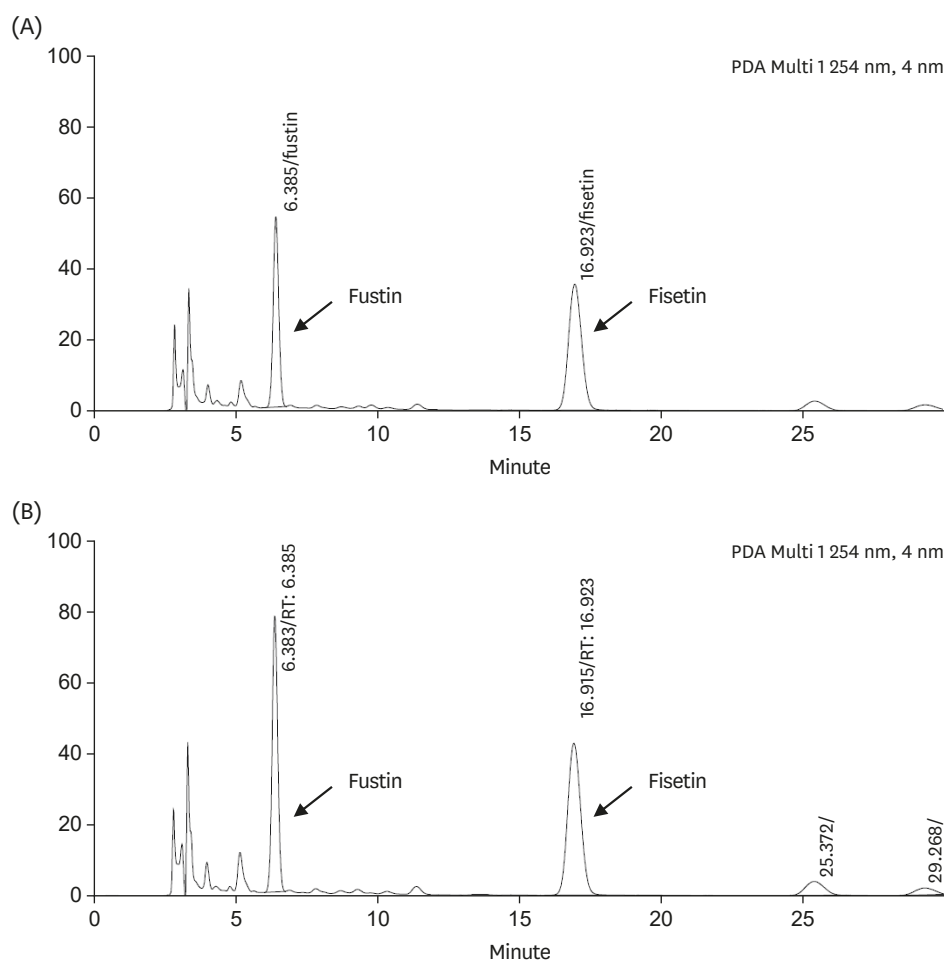 (A)
100
80
60
40
20
0
PDA Multi 1 254 nm, 4 nm
6.385/fustin
16.923/fisetin
Fustin
Fisetin
0 5 10 15 20 25
Minute
(B)
100
80
60
40
20
0
PDA Multi 1 254 nm, 4 nm
6.383/RT: 6.385
16.915/RT: 16.923
Fustin
Fisetin
25.372/
29.268/
0 5 10 15 20 25
Minute